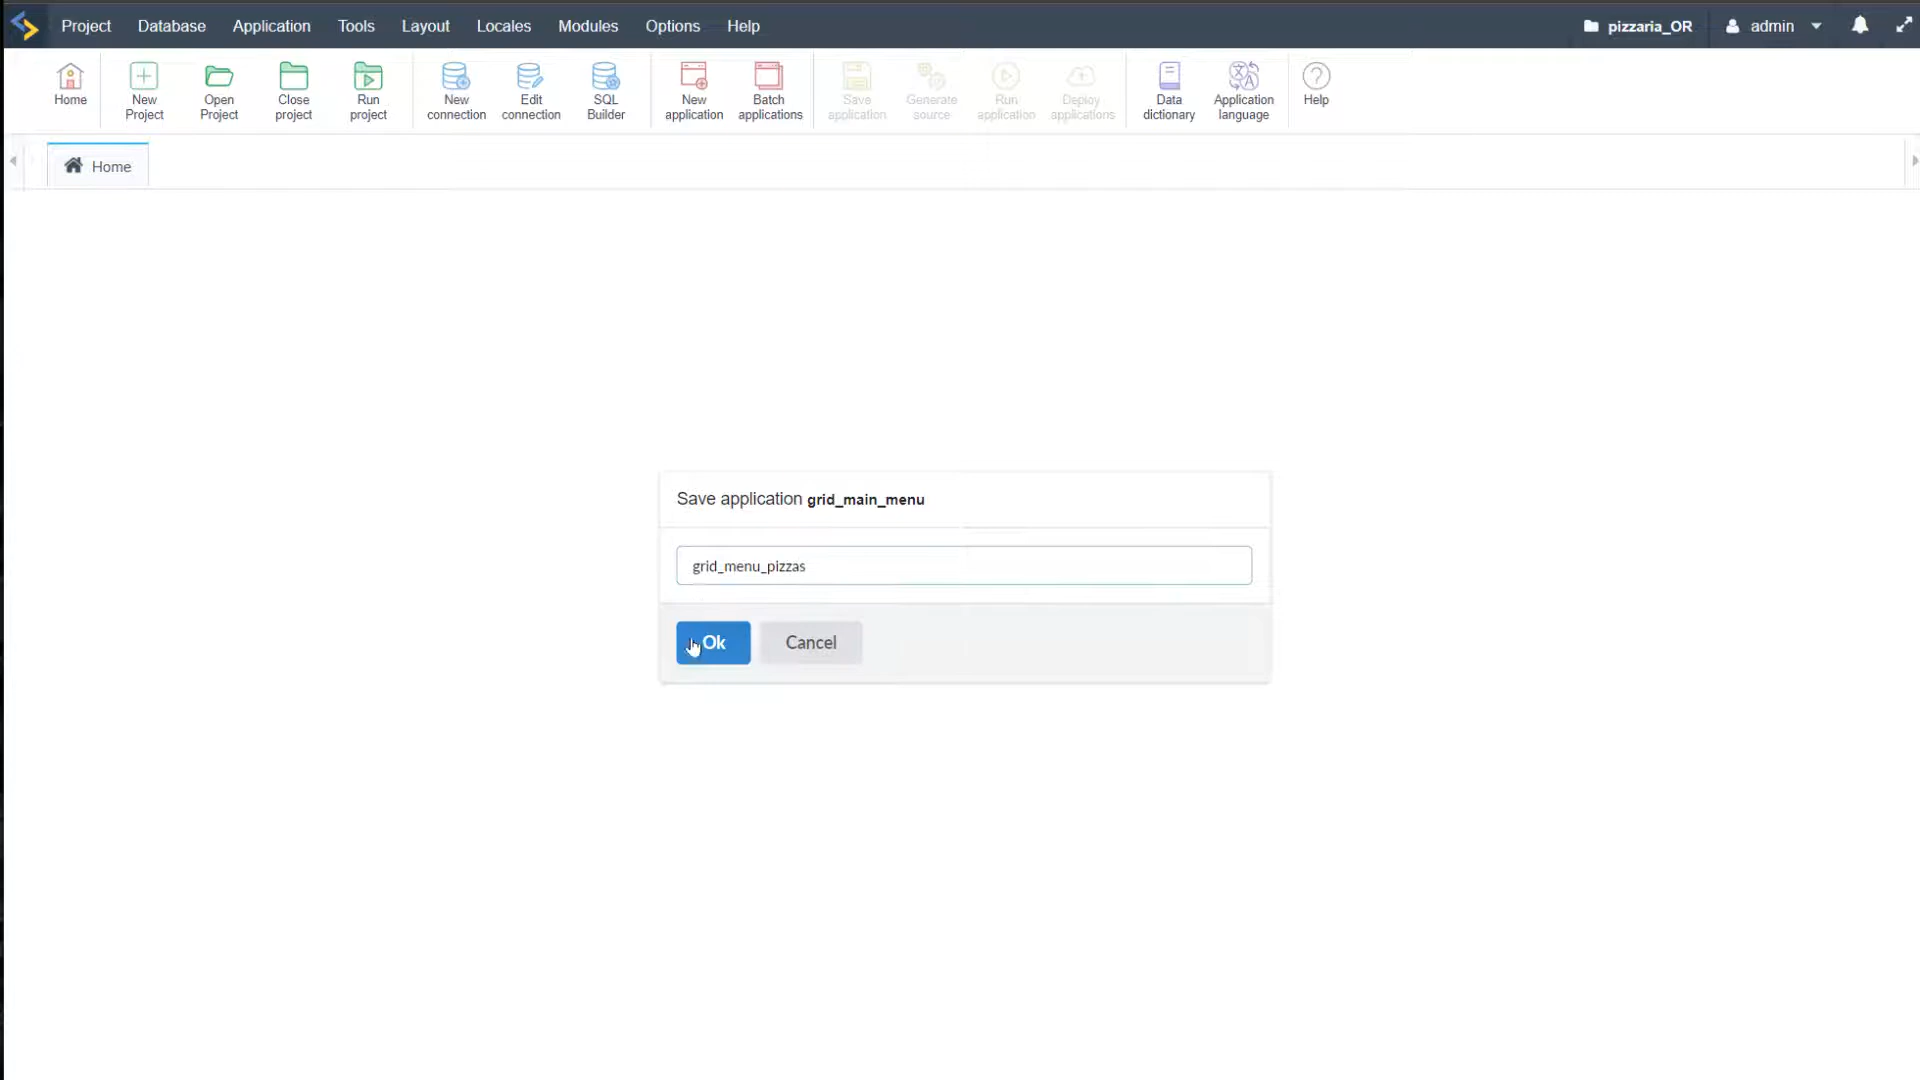 Project Database Application Tools Layout Locales Modules Options Help pizzaria_OR admin
Home
New Project
Open Project
Close project
Run project
New connection
Edit connection
SQL Builder
New application
Batch applications
Save application
Generate source
Run application
Deploy applications
Data dictionary
Application language
Help
Home
Save application grid_main_menu
grid_menu_pizzas
Ok Cancel